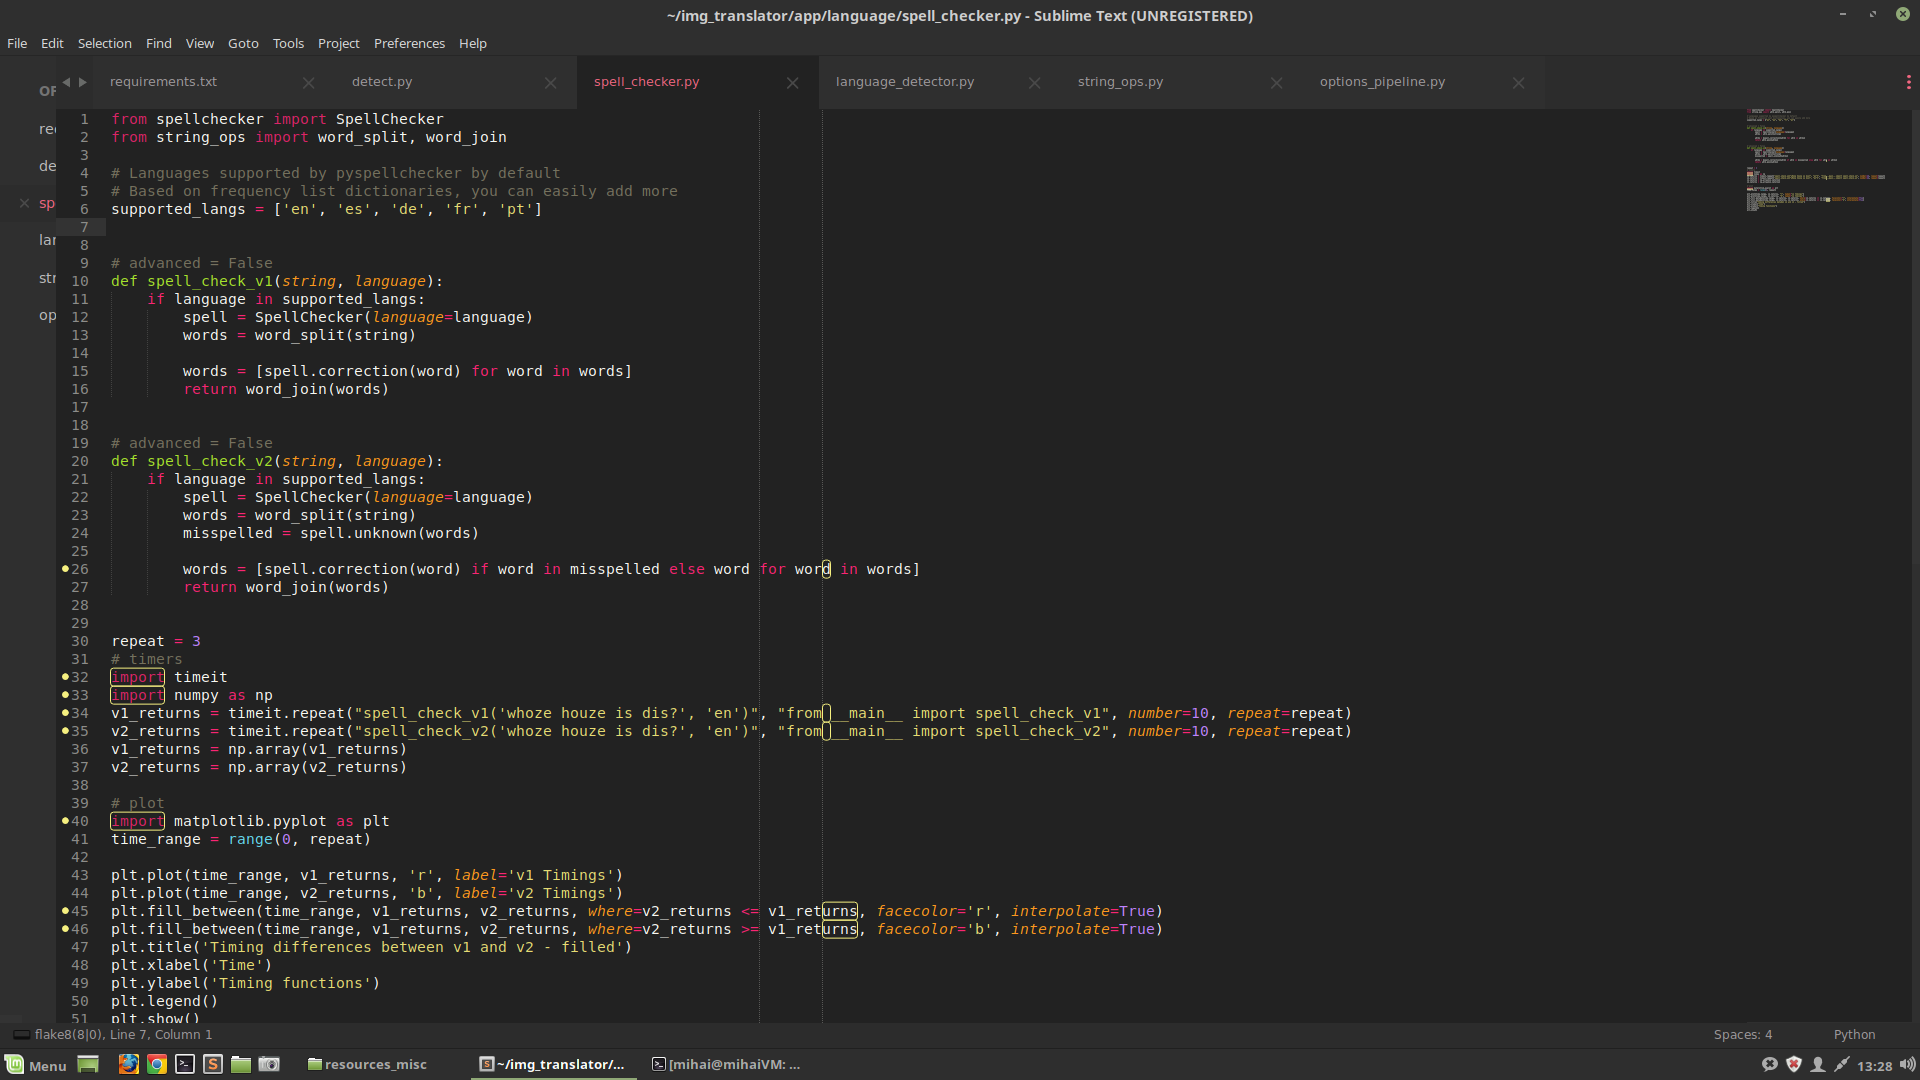 ~/img_translator/app/language/spell_checker.py - Sublime Text (UNREGISTERED)
File Edit Selection Find View Goto Tools Project Preferences Help
requirements.txt detect.py spell_checker.py language_detector.py string_ops.py options_pipeline.py
OF
re
de
sp
lar
str
op
1 from spellchecker import SpellChecker
2 from string_ops import word_split, word_join
3
4 # Languages supported by pyspellchecker by default
5 # Based on frequency list dictionaries, you can easily add more
6 supported_langs = ['en', 'es', 'de', 'fr', 'pt']
7
8
9 # advanced = False
10 def spell_check_v1(string, language):
11     if language in supported_langs:
12         spell = SpellChecker(language=language)
13         words = word_split(string)
14
15         words = [spell.correction(word) for word in words]
16         return word_join(words)
17
18
19 # advanced = False
20 def spell_check_v2(string, language):
21     if language in supported_langs:
22         spell = SpellChecker(language=language)
23         words = word_split(string)
24         misspelled = spell.unknown(words)
25
26         words = [spell.correction(word) if word in misspelled else word for word in words]
27         return word_join(words)
28
29
30 repeat = 3
31 # timers
32 import timeit
33 import numpy as np
34 v1_returns = timeit.repeat("spell_check_v1('whoze houze is dis?', 'en')", "from __main__ import spell_check_v1", number=10, repeat=repeat)
35 v2_returns = timeit.repeat("spell_check_v2('whoze houze is dis?', 'en')", "from __main__ import spell_check_v2", number=10, repeat=repeat)
36 v1_returns = np.array(v1_returns)
37 v2_returns = np.array(v2_returns)
38
39 # plot
40 import matplotlib.pyplot as plt
41 time_range = range(0, repeat)
42
43 plt.plot(time_range, v1_returns, 'r', label='v1 Timings')
44 plt.plot(time_range, v2_returns, 'b', label='v2 Timings')
45 plt.fill_between(time_range, v1_returns, v2_returns, where=v2_returns <= v1_returns, facecolor='r', interpolate=True)
46 plt.fill_between(time_range, v1_returns, v2_returns, where=v2_returns >= v1_returns, facecolor='b', interpolate=True)
47 plt.title('Timing differences between v1 and v2 - filled')
48 plt.xlabel('Time')
49 plt.ylabel('Timing functions')
50 plt.legend()
51 plt.show()
flake8(8|0), Line 7, Column 1 Spaces: 4 Python
Menu resources_misc ~/img_translator/... [mihai@mihaiVM: ... 13:28